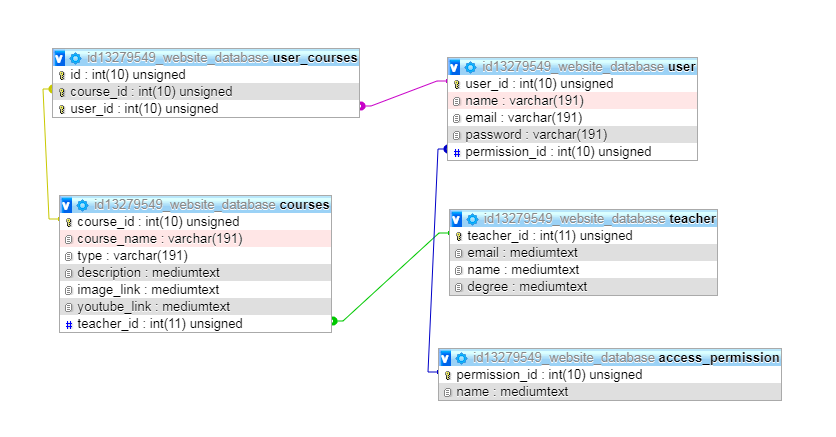 id13279549_website_database user_courses
id : int(10) unsigned
course_id : int(10) unsigned
user_id : int(10) unsigned
id13279549_website_database user
user_id : int(10) unsigned
name : varchar(191)
email : varchar(191)
password : varchar(191)
permission_id : int(10) unsigned
id13279549_website_database courses
course_id : int(10) unsigned
course_name : varchar(191)
type : varchar(191)
description : mediumtext
image_link : mediumtext
youtube_link : mediumtext
teacher_id : int(11) unsigned
id13279549_website_database teacher
teacher_id : int(11) unsigned
email : mediumtext
name : mediumtext
degree : mediumtext
id13279549_website_database access_permission
permission_id : int(10) unsigned
name : mediumtext